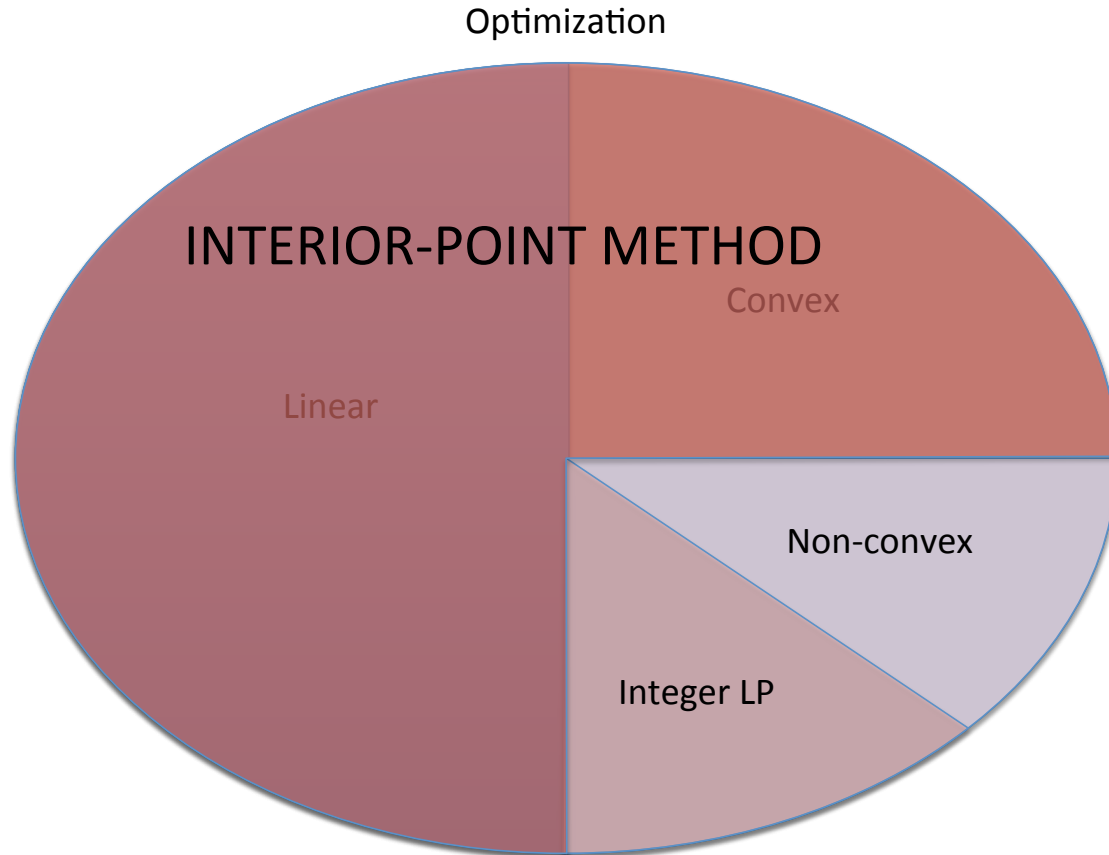 Optimization
INTERIOR-POINT METHOD
Convex
Linear
Non-convex
Integer LP